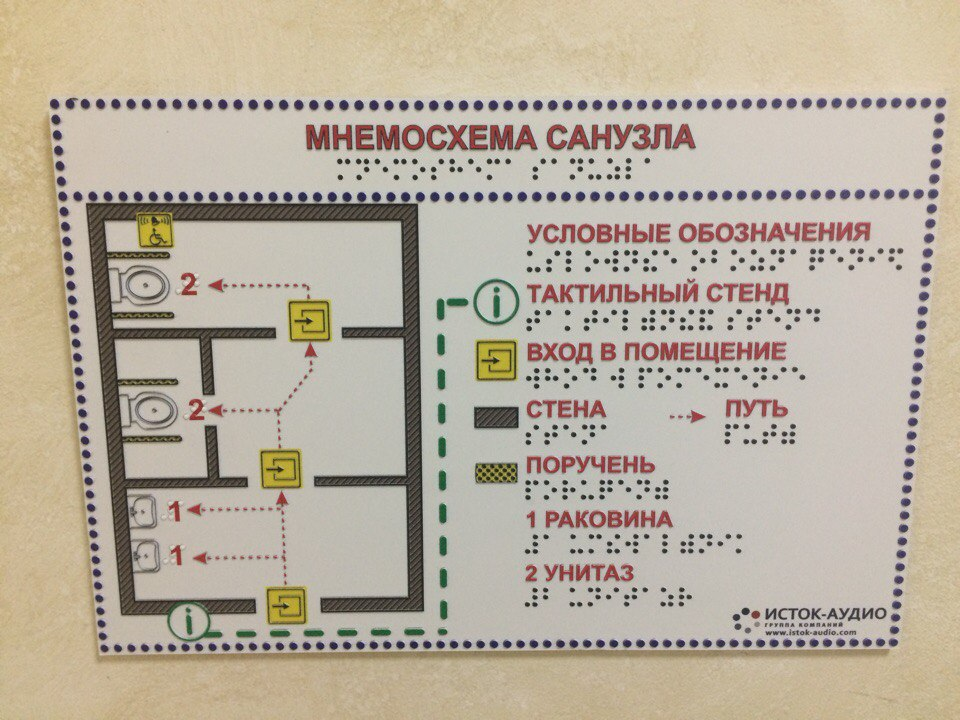 МНЕМОСХЕМА САНУЗЛА
2
2
1
1
i
УСЛОВНЫЕ ОБОЗНАЧЕНИЯ
i ТАКТИЛЬНЫЙ СТЕНД
ВХОД В ПОМЕЩЕНИЕ
СТЕНА ПУТЬ
ПОРУЧЕНЬ
1 РАКОВИНА
2 УНИТАЗ
ИСТОК-АУДИО
ГРУППА КОМПАНИЙ
www.istok-audio.com